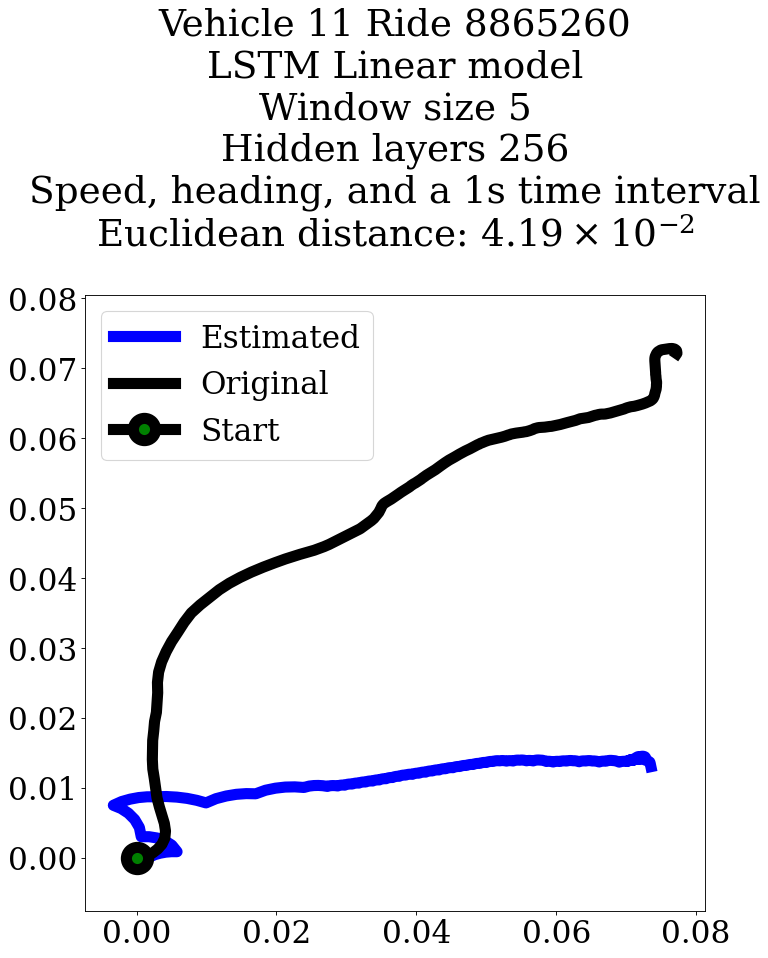 Vehicle 11 Ride 8865260
LSTM Linear model
Window size 5
Hidden layers 256
Speed, heading, and a 1s time interval
Euclidean distance: 4.19 × 10⁻²
0.08
0.07
0.06
0.05
0.04
0.03
0.02
0.01
0.00
Estimated
Original
Start
0.00 0.02 0.04 0.06 0.08